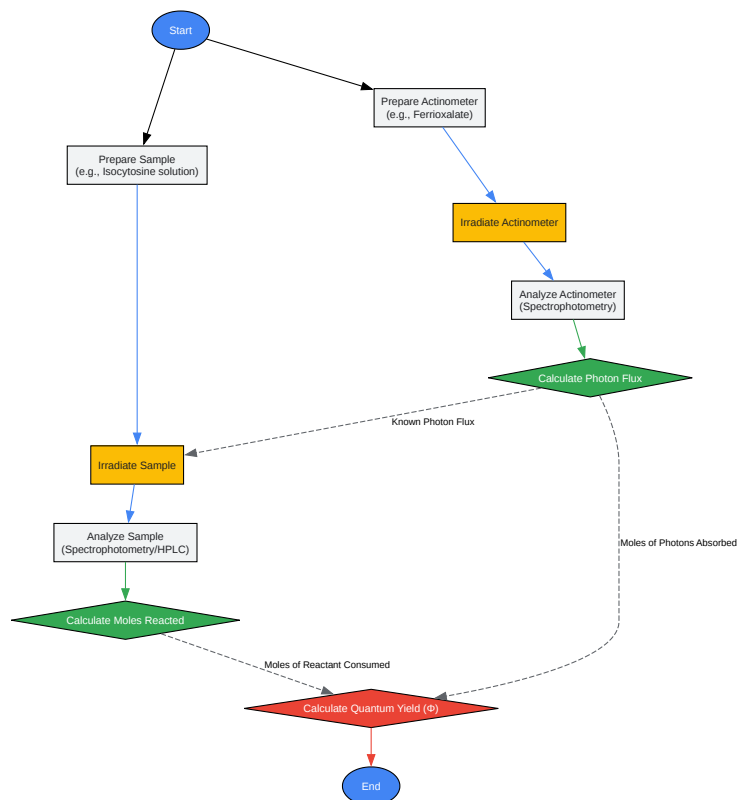 Start
Prepare Actinometer
(e.g., Ferrioxalate)
Prepare Sample
(e.g., Isocytosine solution)
Irradiate Actinometer
Analyze Actinometer
(Spectrophotometry)
Calculate Photon Flux
Known Photon Flux
Irradiate Sample
Analyze Sample
(Spectrophotometry/HPLC)
Moles of Photons Absorbed
Calculate Moles Reacted
Moles of Reactant Consumed
Calculate Quantum Yield (Φ)
End